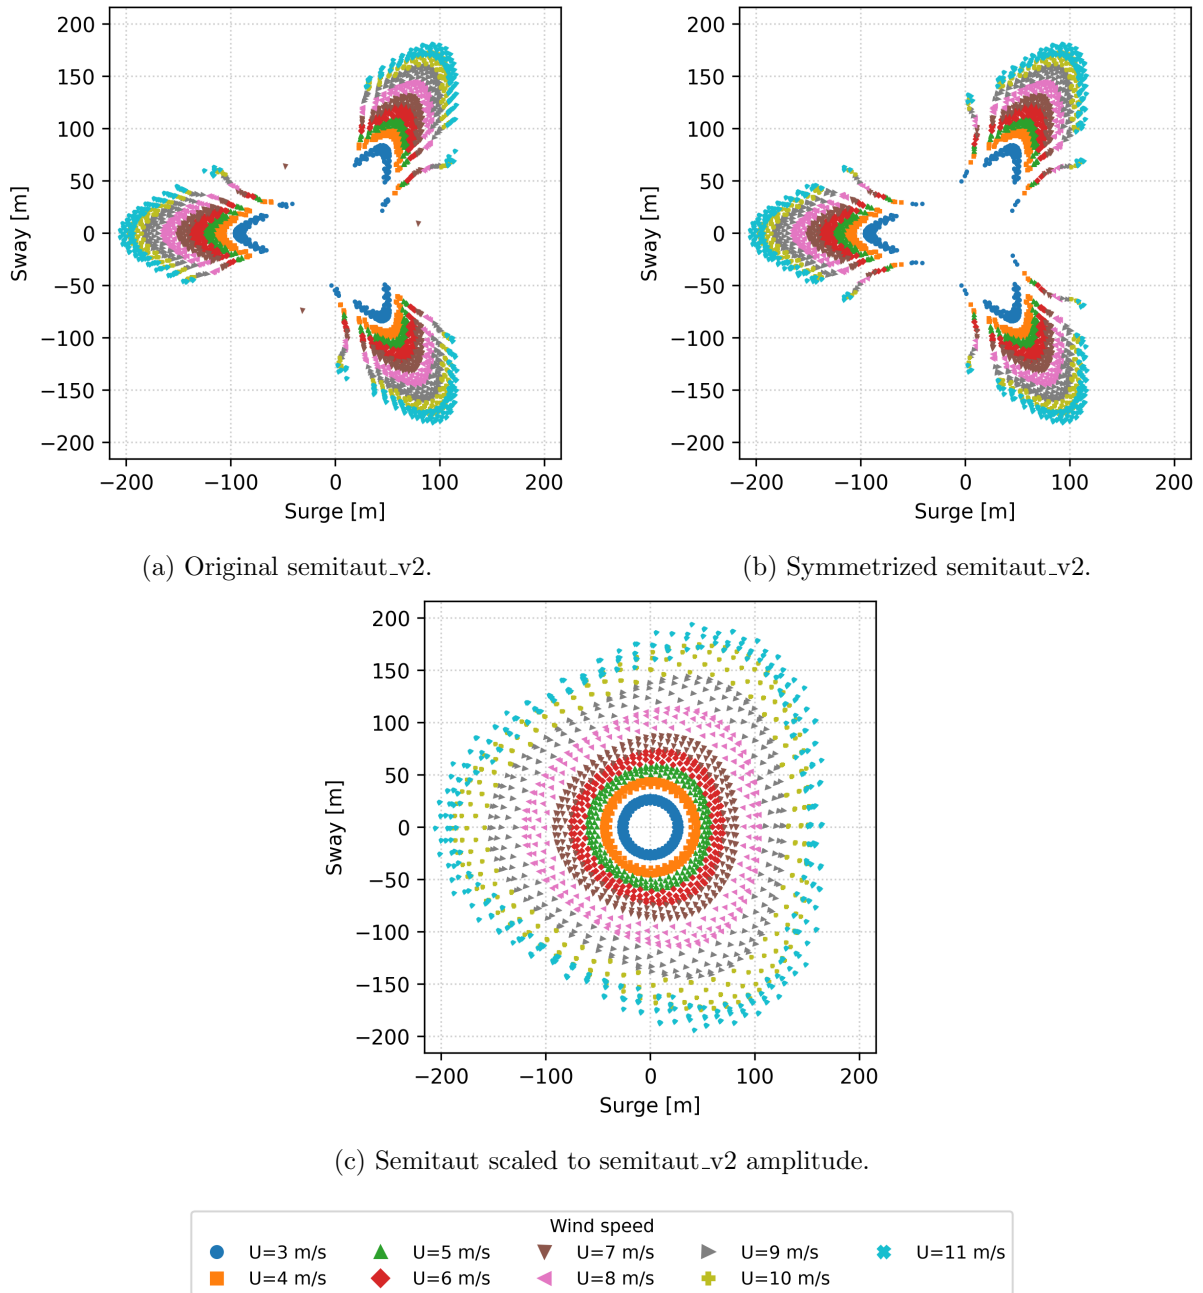 200
150
100
50
0
−50
−100
−150
−200
Sway [m]
−200 −100 0 100 200
Surge [m]
(a) Original semitaut_v2.
200
150
100
50
0
−50
−100
−150
−200
Sway [m]
−200 −100 0 100 200
Surge [m]
(b) Symmetrized semitaut_v2.
200
150
100
50
0
−50
−100
−150
−200
Sway [m]
−200 −100 0 100 200
Surge [m]
(c) Semitaut scaled to semitaut_v2 amplitude.
Wind speed
U=3 m/s U=5 m/s U=7 m/s U=9 m/s U=11 m/s
U=4 m/s U=6 m/s U=8 m/s U=10 m/s